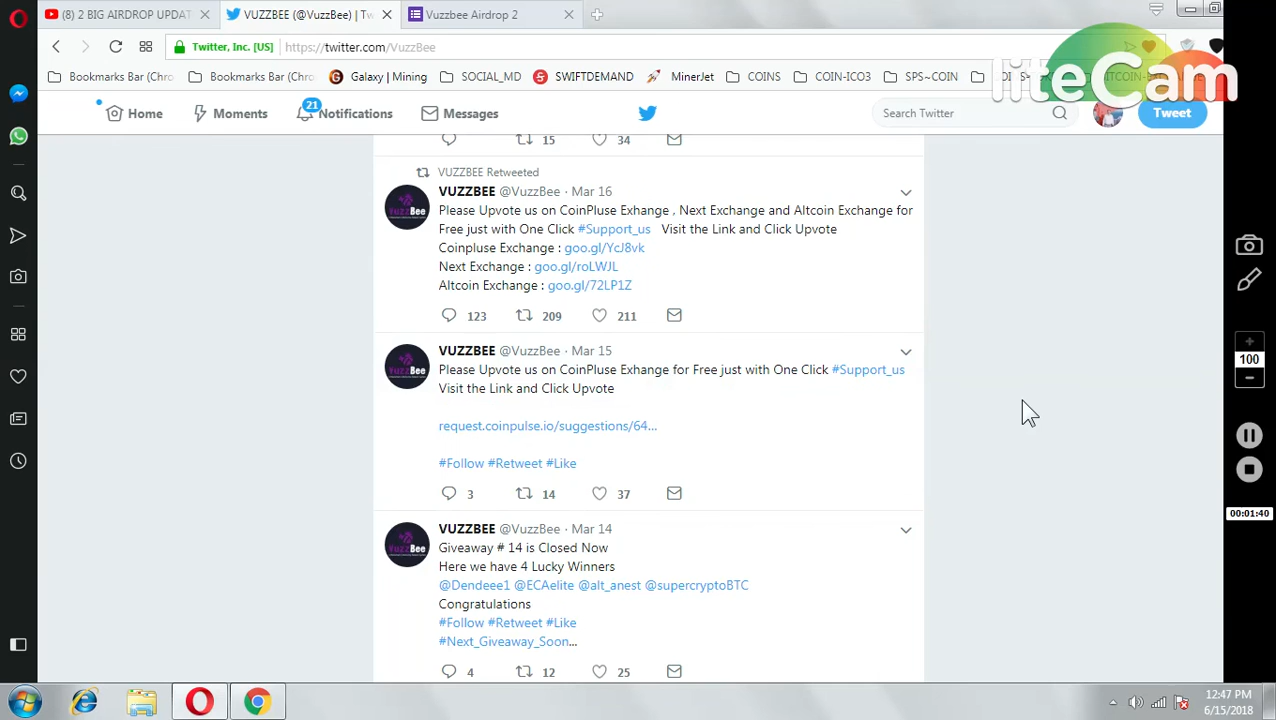 2 BIG AIRDROP UPDAT
VUZZBEE (@VuzzBee) | Tw
Vuzzbee Airdrop 2
Twitter, Inc. [US]
https://twitter.com/VuzzBee
Bookmarks Bar (Chro
Bookmarks Bar (Chro
Galaxy | Mining
SOCIAL_MD
SWIFTDEMAND
MinerJet
COINS
COIN-ICO3
SPS~COIN
liteCam
Home
Moments
21
Notifications
Messages
Search Twitter
Tweet
15
34
VUZZBEE Retweeted
VUZZBEE @VuzzBee · Mar 16
Please Upvote us on CoinPluse Exhange , Next Exchange and Altcoin Exchange for
Free just with One Click #Support_us Visit the Link and Click Upvote
Coinpluse Exchange : goo.gl/YcJ8vk
Next Exchange : goo.gl/roLWJL
Altcoin Exchange : goo.gl/72LP1Z
123
209
211
VUZZBEE @VuzzBee · Mar 15
Please Upvote us on CoinPluse Exhange for Free just with One Click #Support_us
Visit the Link and Click Upvote
request.coinpulse.io/suggestions/64...
#Follow #Retweet #Like
3
14
37
VUZZBEE @VuzzBee · Mar 14
Giveaway # 14 is Closed Now
Here we have 4 Lucky Winners
@Dendeee1 @ECAelite @alt_anest @supercryptoBTC
Congratulations
#Follow #Retweet #Like
#Next_Giveaway_Soon...
4
12
25
100
00:01:40
12:47 PM
6/15/2018